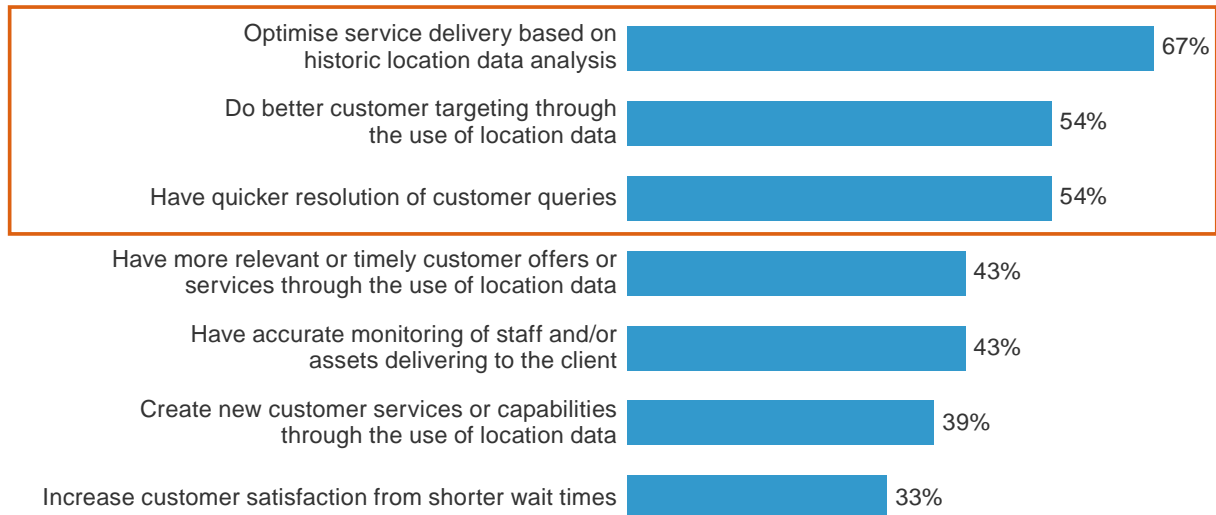 Optimise service delivery based on
historic location data analysis
67%
Do better customer targeting through
the use of location data
54%
Have quicker resolution of customer queries
54%
Have more relevant or timely customer offers or
services through the use of location data
43%
Have accurate monitoring of staff and/or
assets delivering to the client
43%
Create new customer services or capabilities
through the use of location data
39%
Increase customer satisfaction from shorter wait times
33%